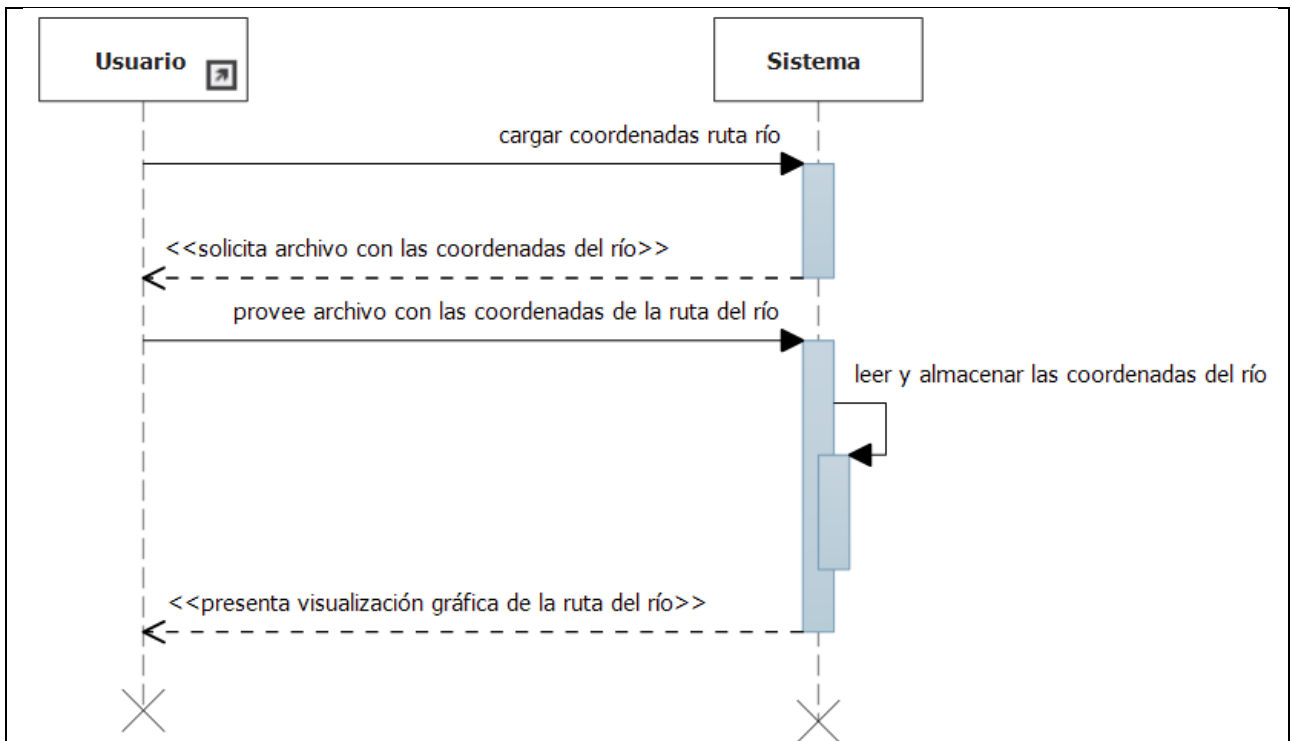 Usuario
Sistema
cargar coordenadas ruta río
<<solicita archivo con las coordenadas del río>>
provee archivo con las coordenadas de la ruta del río
leer y almacenar las coordenadas del río
<<presenta visualización gráfica de la ruta del río>>